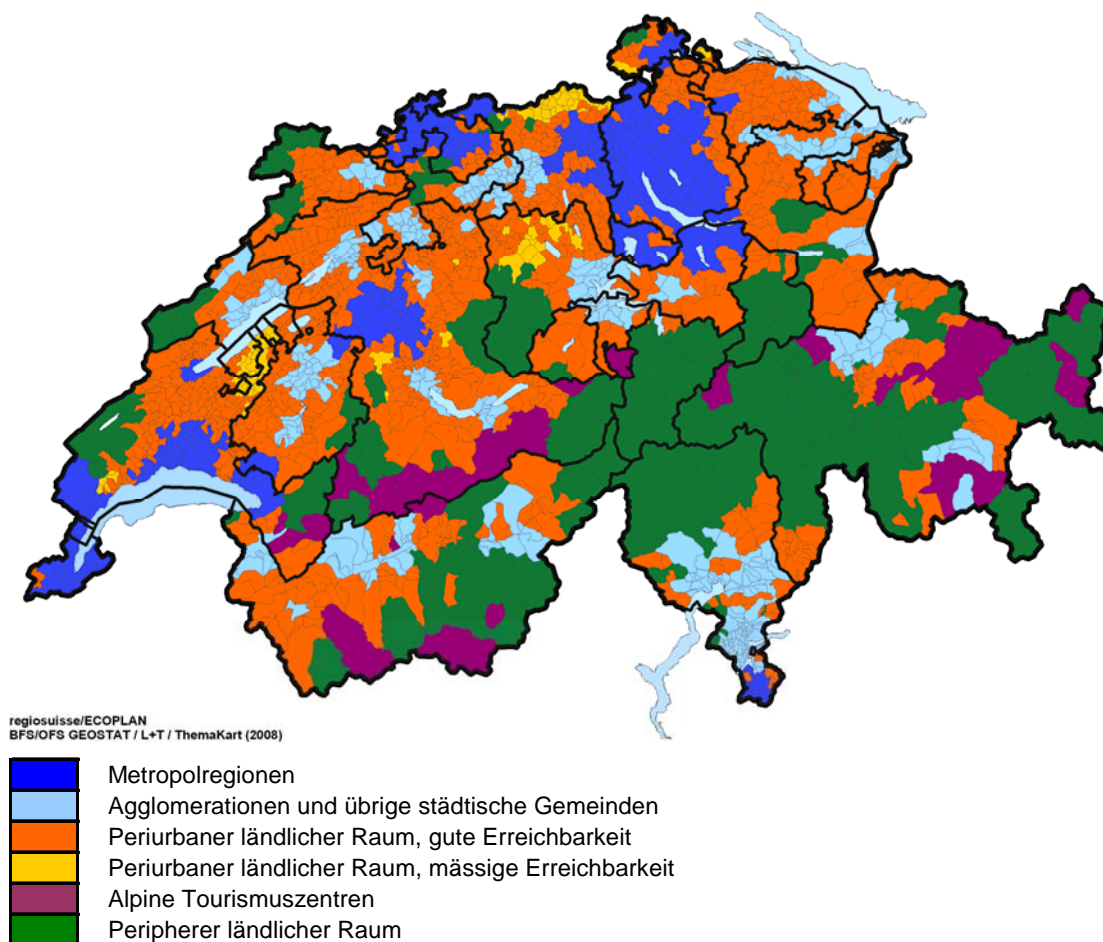 regiosuisse/ECOPLAN
BFS/OFS GEOSTAT / L+T / ThemaKart (2008)
Metropolregionen
Agglomerationen und übrige städtische Gemeinden
Periurbaner ländlicher Raum, gute Erreichbarkeit
Periurbaner ländlicher Raum, mässige Erreichbarkeit
Alpine Tourismuszentren
Peripherer ländlicher Raum